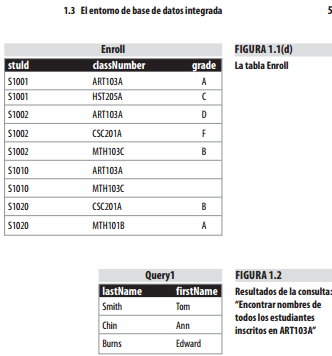 1.3 El entorno de base de datos integrada 5
Enroll
stuId classNumber grade
S1001 ART103A A
S1001 HST205A C
S1002 ART103A D
S1002 CSC201A F
S1002 MTH103C B
S1010 ART103A
S1010 MTH103C
S1020 CSC201A B
S1020 MTH101B A
FIGURA 1.1(d)
La tabla Enroll
Query1
lastName firstName
Smith Tom
Chin Ann
Burns Edward
FIGURA 1.2
Resultados de la consulta:
“Encontrar nombres de
todos los estudiantes
inscritos en ART103A”